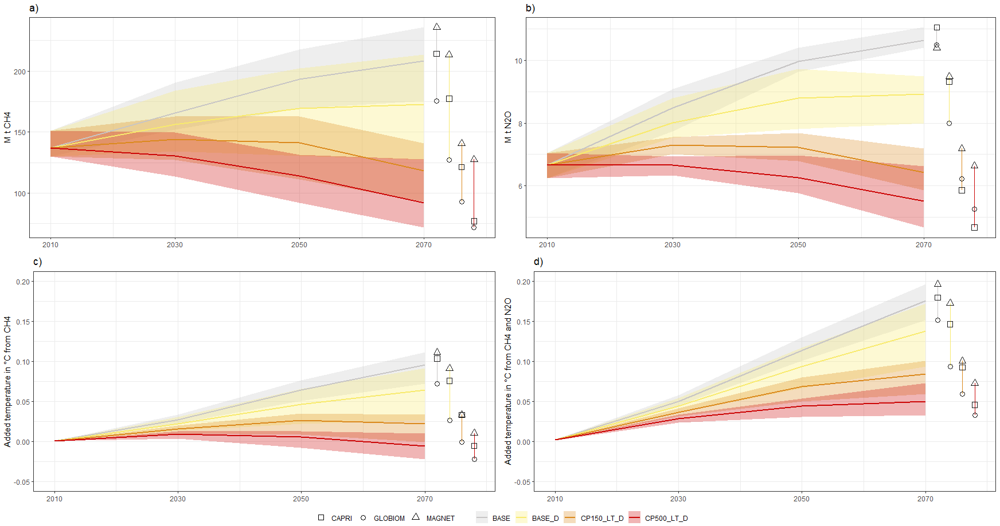 a)
b)
M t CH4
200
150
100
2010 2030 2050 2070
M t N2O
10
8
6
2010 2030 2050 2070
c)
d)
Added temperature in °C from CH4
0.20
0.15
0.10
0.05
0.00
-0.05
2010 2030 2050 2070
Added temperature in °C from CH4 and N2O
0.20
0.15
0.10
0.05
0.00
-0.05
2010 2030 2050 2070
CAPRI GLOBIOM MAGNET BASE BASE_D CP150_LT_D CP500_LT_D